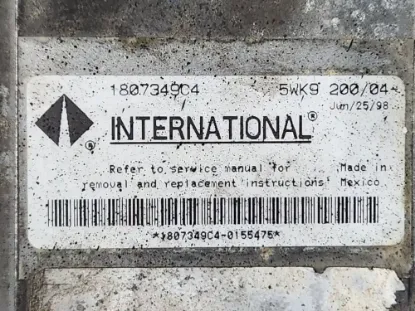 1807349C4 5WK9 200/04
Jun/25/98
INTERNATIONAL®
Refer to service manual for Made in
removal and replacement instructions Mexico
*1807349C4-0155475*